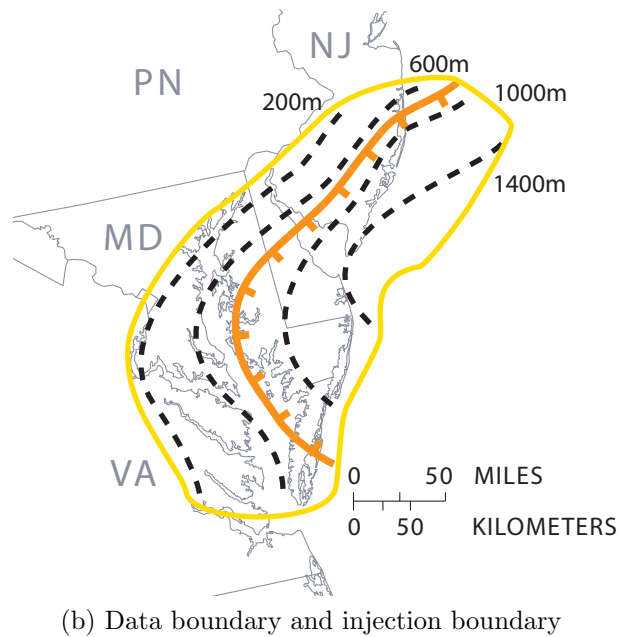 NJ
PN
600m
200m
1000m
1400m
MD
VA
0 50 MILES
0 50 KILOMETERS
(b) Data boundary and injection boundary